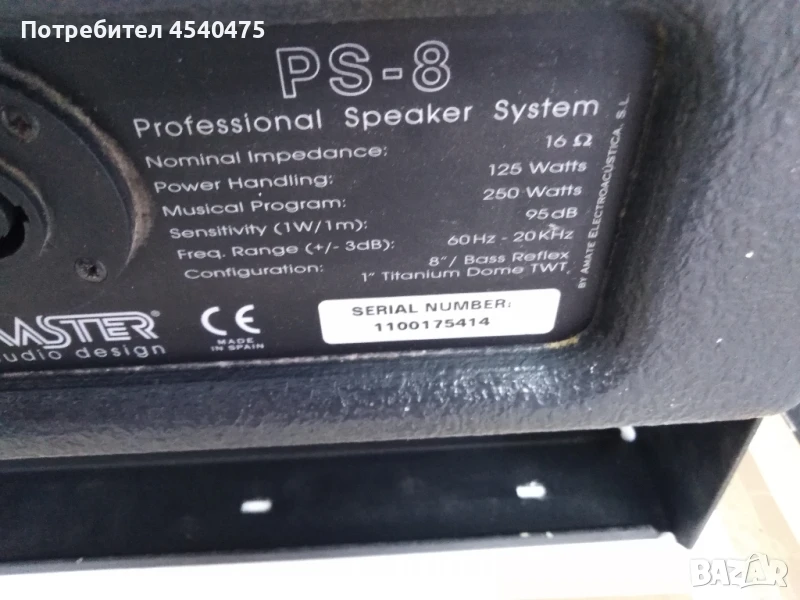 Потребител 4540475
PS-8
Professional Speaker System
Nominal Impedance: 16 Ω
Power Handling: 125 Watts
Musical Program: 250 Watts
Sensitivity (1W/1m): 95dB
Freq. Range (+/- 3dB): 60Hz - 20KHz
Configuration: 8"/ Bass Reflex
1" Titanium Dome TWT.
BY AMATE ELECTROACÚSTICA, S.L.
SERIAL NUMBER:
1100175414
MASTER®
audio design
CE
MADE
IN SPAIN
BAZAR